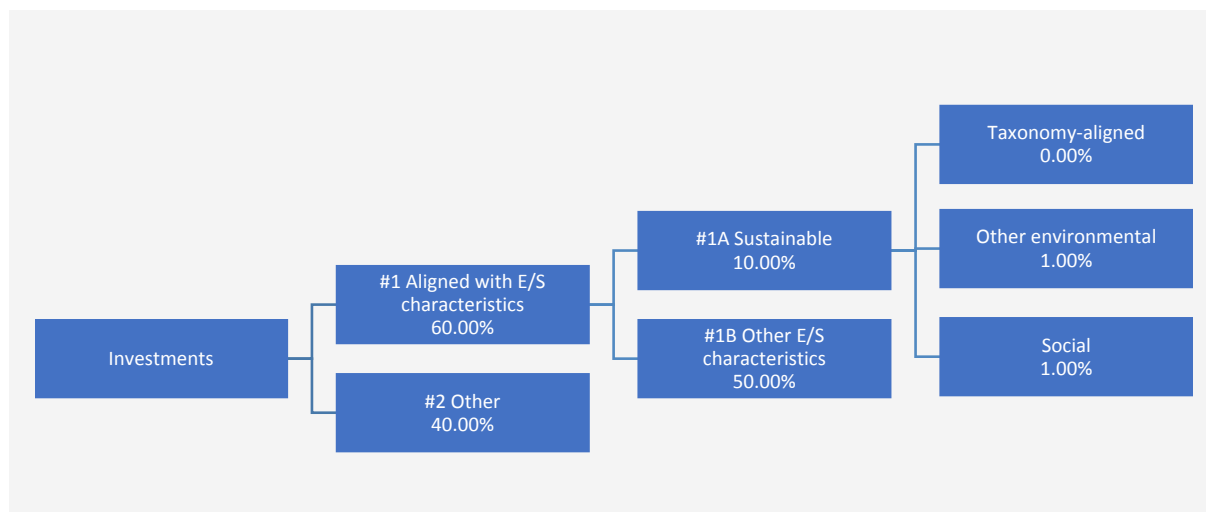 Investments
#1 Aligned with E/S
characteristics
60.00%
#2 Other
40.00%
#1A Sustainable
10.00%
#1B Other E/S
characteristics
50.00%
Taxonomy-aligned
0.00%
Other environmental
1.00%
Social
1.00%